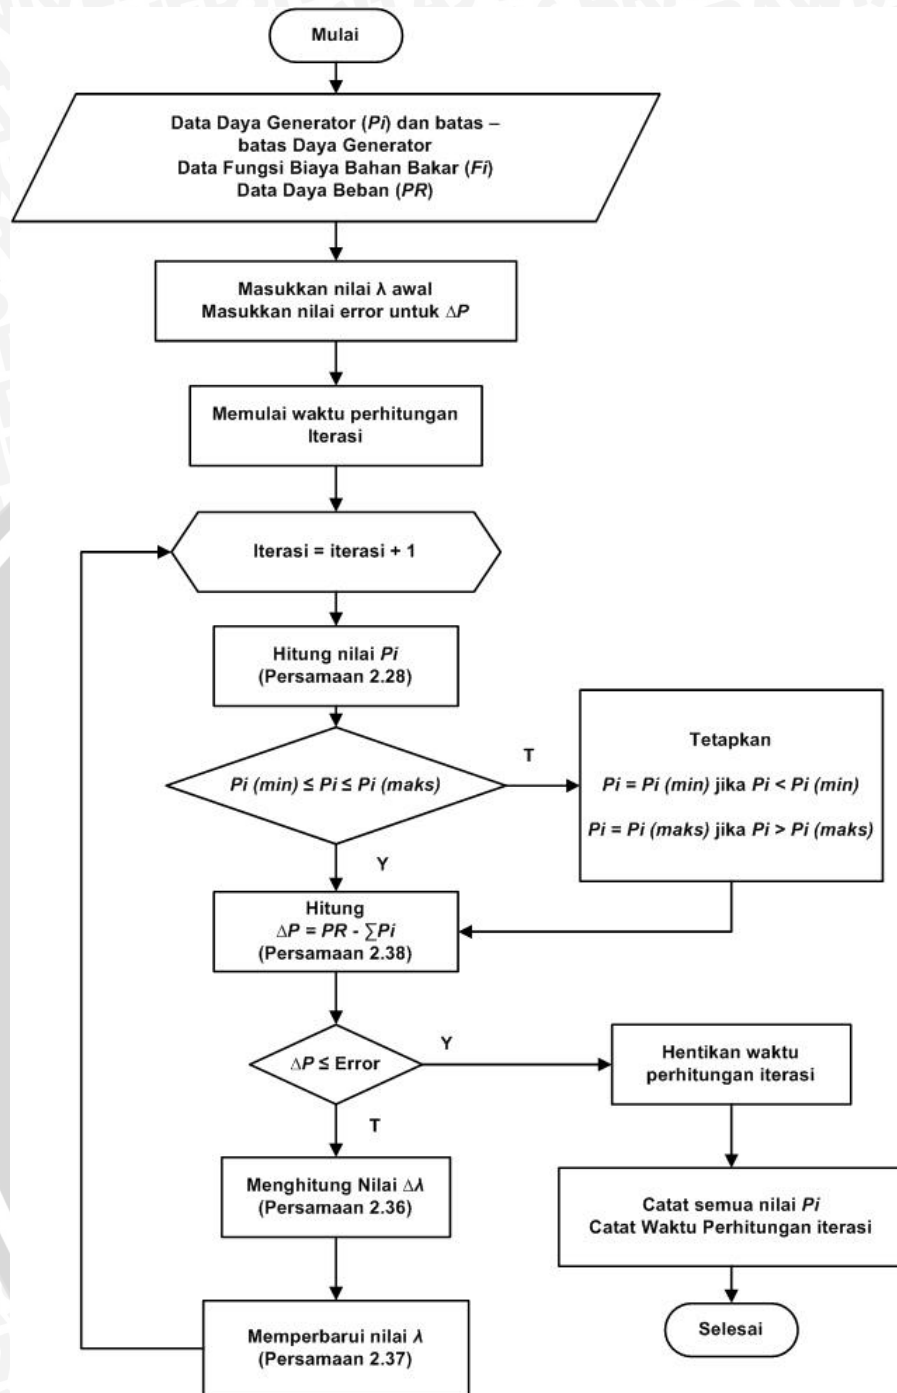 Mulai
Data Daya Generator (Pi) dan batas –
batas Daya Generator
Data Fungsi Biaya Bahan Bakar (Fi)
Data Daya Beban (PR)
Masukkan nilai λ awal
Masukkan nilai error untuk ∆P
Memulai waktu perhitungan
Iterasi
Iterasi = iterasi + 1
Hitung nilai Pi
(Persamaan 2.28)
Pi (min) ≤ Pi ≤ Pi (maks)
T
Tetapkan
Pi = Pi (min) jika Pi < Pi (min)
Pi = Pi (maks) jika Pi > Pi (maks)
Y
Hitung
∆P = PR - ∑Pi
(Persamaan 2.38)
∆P ≤ Error
Y
Hentikan waktu
perhitungan iterasi
T
Menghitung Nilai ∆λ
(Persamaan 2.36)
Catat semua nilai Pi
Catat Waktu Perhitungan iterasi
Memperbarui nilai λ
(Persamaan 2.37)
Selesai